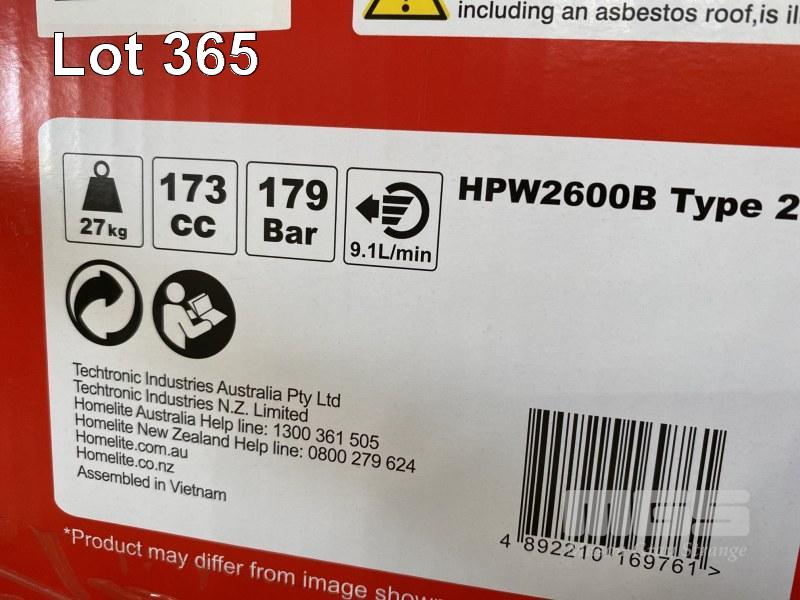 including an asbestos roof,is il
Lot 365
27kg
173
CC
179
Bar
9.1L/min
HPW2600B Type 2
Techtronic Industries Australia Pty Ltd
Techtronic Industries N.Z. Limited
Homelite Australia Help line: 1300 361 505
Homelite New Zealand Help line: 0800 279 624
Homelite.com.au
Homelite.co.nz
Assembled in Vietnam
4 892210 169761 >
*Product may differ from image shown